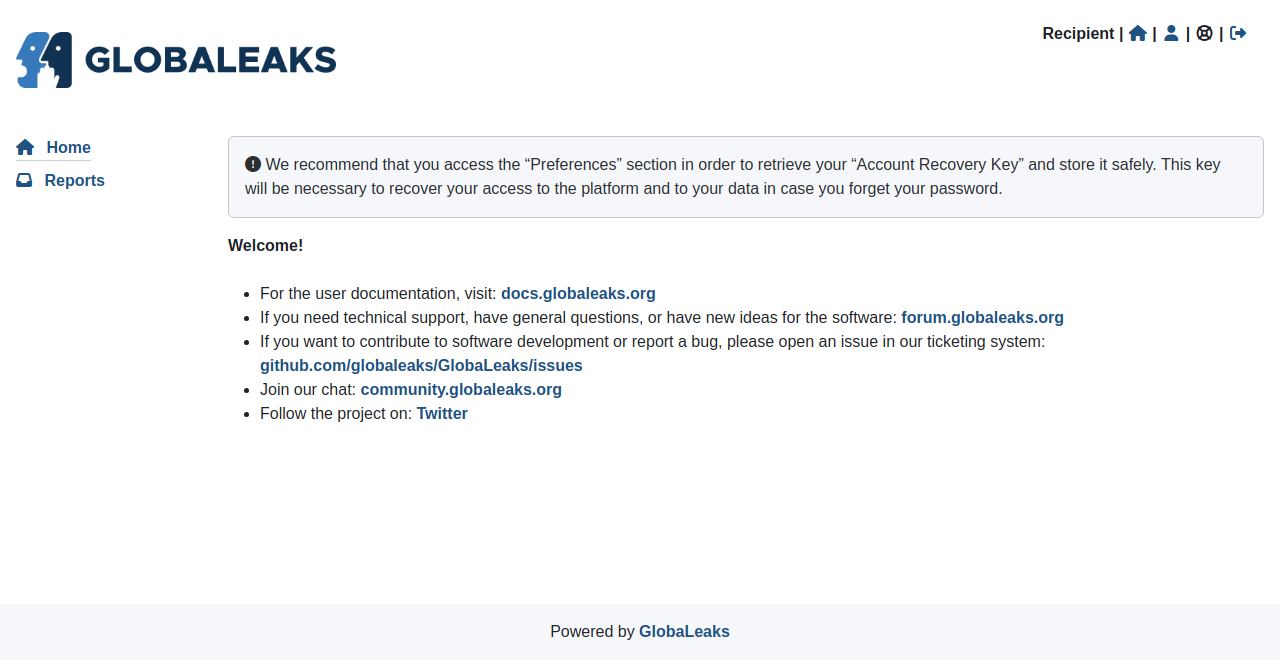 GLOBALEAKS
Recipient | | | |
Home
Reports
We recommend that you access the “Preferences” section in order to retrieve your “Account Recovery Key” and store it safely. This key
will be necessary to recover your access to the platform and to your data in case you forget your password.
Welcome!
For the user documentation, visit: docs.globaleaks.org
If you need technical support, have general questions, or have new ideas for the software: forum.globaleaks.org
If you want to contribute to software development or report a bug, please open an issue in our ticketing system:
github.com/globaleaks/GlobaLeaks/issues
Join our chat: community.globaleaks.org
Follow the project on: Twitter
Powered by GlobaLeaks